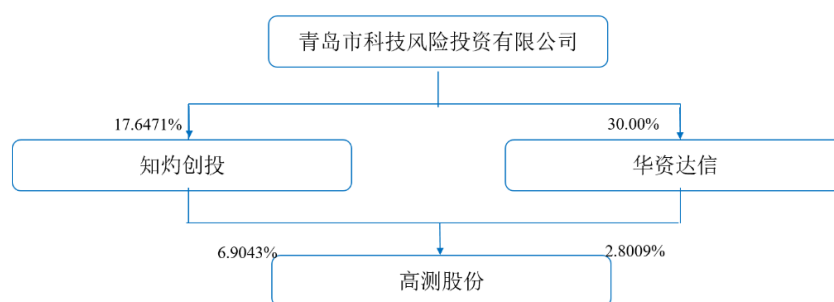 青岛市科技风险投资有限公司
17.6471%
30.00%
知灼创投
华资达信
6.9043%
2.8009%
高测股份